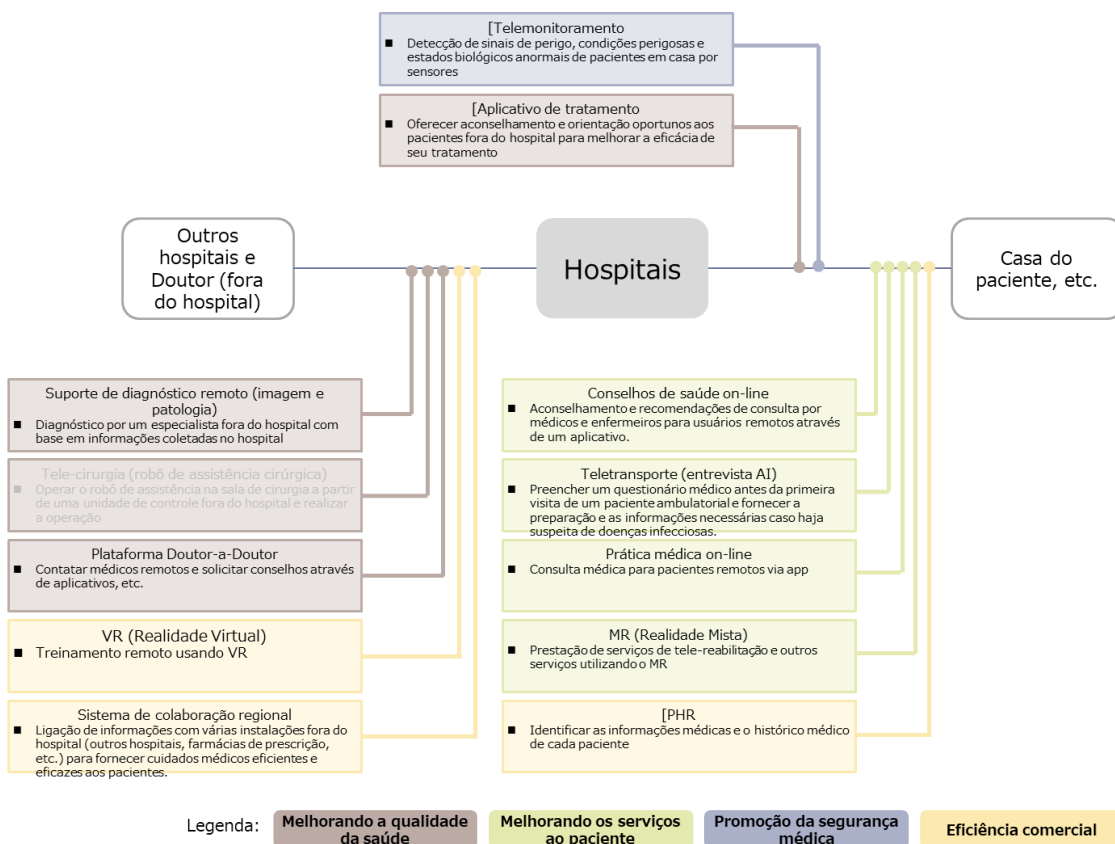 [Telemonitoramento
■ Detecção de sinais de perigo, condições perigosas e
estados biológicos anormais de pacientes em casa por
sensores
[Aplicativo de tratamento
■ Oferecer aconselhamento e orientação oportunos aos
pacientes fora do hospital para melhorar a eficácia de
seu tratamento
Outros
hospitais e
Doutor (fora
do hospital)
Hospitais
Casa do
paciente, etc.
Suporte de diagnóstico remoto (imagem e
patologia)
■ Diagnóstico por um especialista fora do hospital com
base em informações coletadas no hospital
Tele-cirurgia (robô de assistência cirúrgica)
■ Operar o robô de assistência na sala de cirurgia a partir
de uma unidade de controle fora do hospital e realizar
a operação
Plataforma Doutor-a-Doutor
■ Contatar médicos remotos e solicitar conselhos através
de aplicativos, etc.
VR (Realidade Virtual)
■ Treinamento remoto usando VR
Sistema de colaboração regional
■ Ligação de informações com várias instalações fora do
hospital (outros hospitais, farmácias de prescrição,
etc.) para fornecer cuidados médicos eficientes e
eficazes aos pacientes.
Conselhos de saúde on-line
■ Aconselhamento e recomendações de consulta por
médicos e enfermeiros para usuários remotos através
de um aplicativo.
Teletransporte (entrevista AI)
■ Preencher um questionário médico antes da primeira
visita de um paciente ambulatorial e fornecer a
preparação e as informações necessárias caso haja
suspeita de doenças infecciosas.
Prática médica on-line
■ Consulta médica para pacientes remotos via app
MR (Realidade Mista)
■ Prestação de serviços de tele-reabilitação e outros
serviços utilizando o MR
[PHR
■ Identificar as informações médicas e o histórico médico
de cada paciente
Legenda:
Melhorando a qualidade
da saúde
Melhorando os serviços
ao paciente
Promoção da segurança
médica
Eficiência comercial